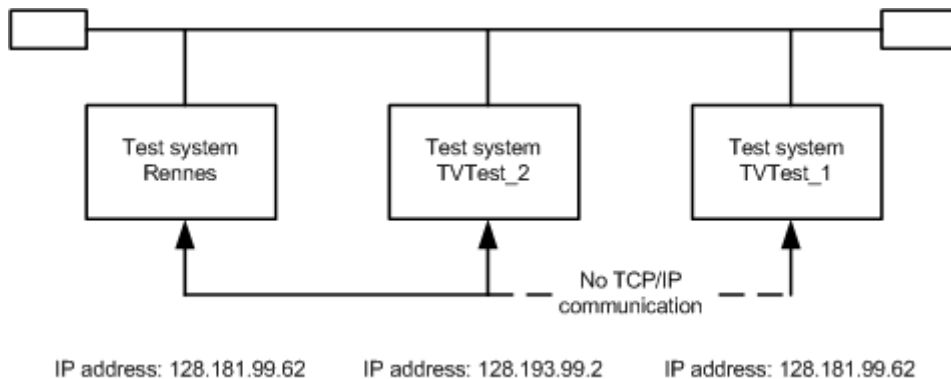 Test system
Rennes
Test system
TVTest_2
Test system
TVTest_1
No TCP/IP
communication
IP address: 128.181.99.62
IP address: 128.193.99.2
IP address: 128.181.99.62